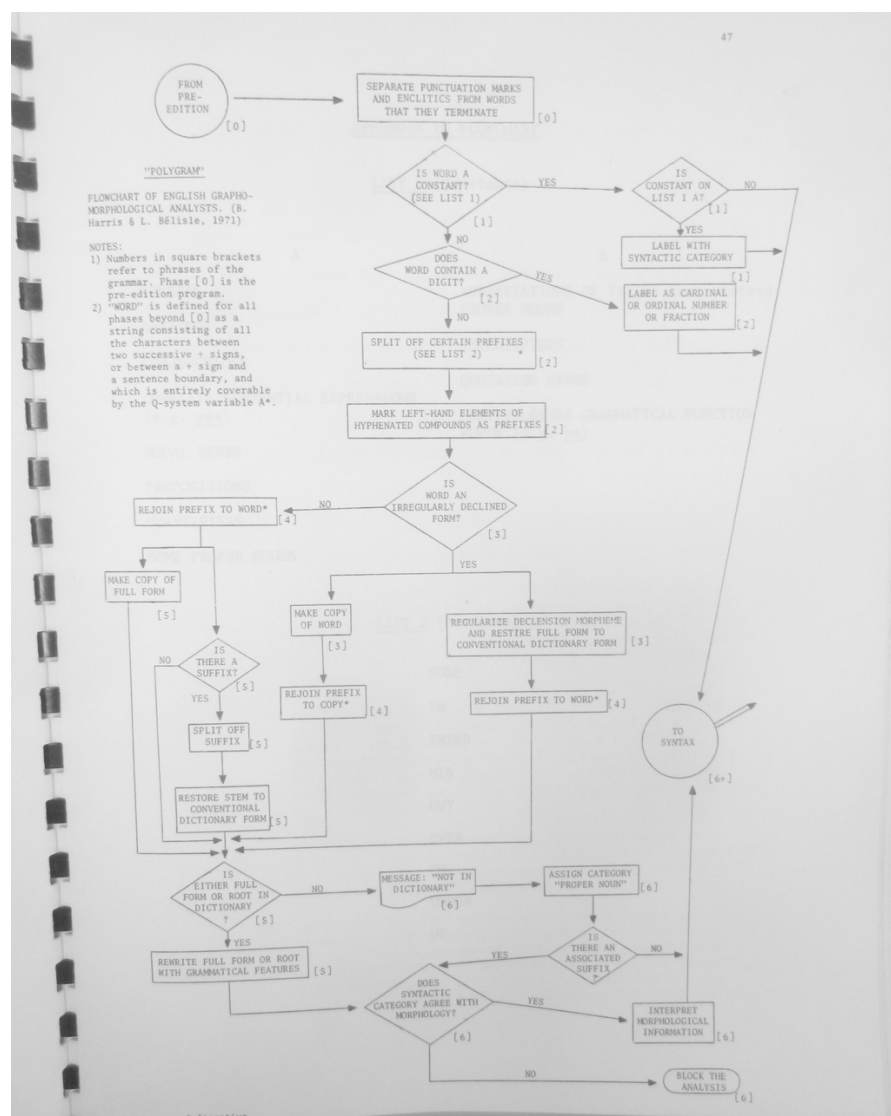 47
FROM
PRE-
EDITION
[0]
SEPARATE PUNCTUATION MARKS
AND ENCLITICS FROM WORDS
THAT THEY TERMINATE
[0]
"POLYGRAM"
FLOWCHART OF ENGLISH GRAPHO-
MORPHOLOGICAL ANALYSTS. (B.
Harris & L. Bélisle, 1971)
NOTES:
1) Numbers in square brackets
refer to phrases of the
grammar. Phase [0] is the
pre-edition program.
2) "WORD" is defined for all
phases beyond [0] as a
string consisting of all
the characters between
two successive + signs,
or between a + sign and
a sentence boundary, and
which is entirely coverable
by the Q-system variable A*.
IS WORD A
CONSTANT?
(SEE LIST 1)
[1]
YES
IS
CONSTANT ON
LIST 1 A?
[1]
NO
YES
LABEL WITH
SYNTACTIC CATEGORY
[1]
NO
DOES
WORD CONTAIN A
DIGIT?
[2]
YES
LABEL AS CARDINAL
OR ORDINAL NUMBER
OR FRACTION
[2]
NO
SPLIT OFF CERTAIN PREFIXES
(SEE LIST 2) *
[2]
MARK LEFT-HAND ELEMENTS OF
HYPHENATED COMPOUNDS AS PREFIXES
[2]
IS
WORD AN
IRREGULARLY DECLINED
FORM?
[3]
NO
REJOIN PREFIX TO WORD*
[4]
YES
MAKE COPY OF
FULL FORM
[5]
MAKE COPY
OF WORD
[3]
REGULARIZE DECLENSION MORPHEME
AND RESTIRE FULL FORM TO
CONVENTIONAL DICTIONARY FORM
[3]
IS
THERE A
SUFFIX?
[5]
NO
YES
REJOIN PREFIX
TO COPY*
[4]
REJOIN PREFIX TO WORD*
[4]
SPLIT OFF
SUFFIX
[5]
TO
SYNTAX
[6+]
RESTORE STEM TO
CONVENTIONAL
DICTIONARY FORM
[5]
IS
EITHER FULL
FORM OR ROOT IN
DICTIONARY
?
[5]
NO
MESSAGE: "NOT IN
DICTIONARY"
[6]
ASSIGN CATEGORY
"PROPER NOUN"
[6]
YES
REWRITE FULL FORM OR ROOT
WITH GRAMMATICAL FEATURES
[5]
IS
THERE AN
ASSOCIATED
SUFFIX
YES
NO
DOES
SYNTACTIC
CATEGORY AGREE WITH
MORPHOLOGY?
[6]
YES
INTERPRET
MORPHOLOGICAL
INFORMATION
[6]
NO
BLOCK THE
ANALYSIS
[6]